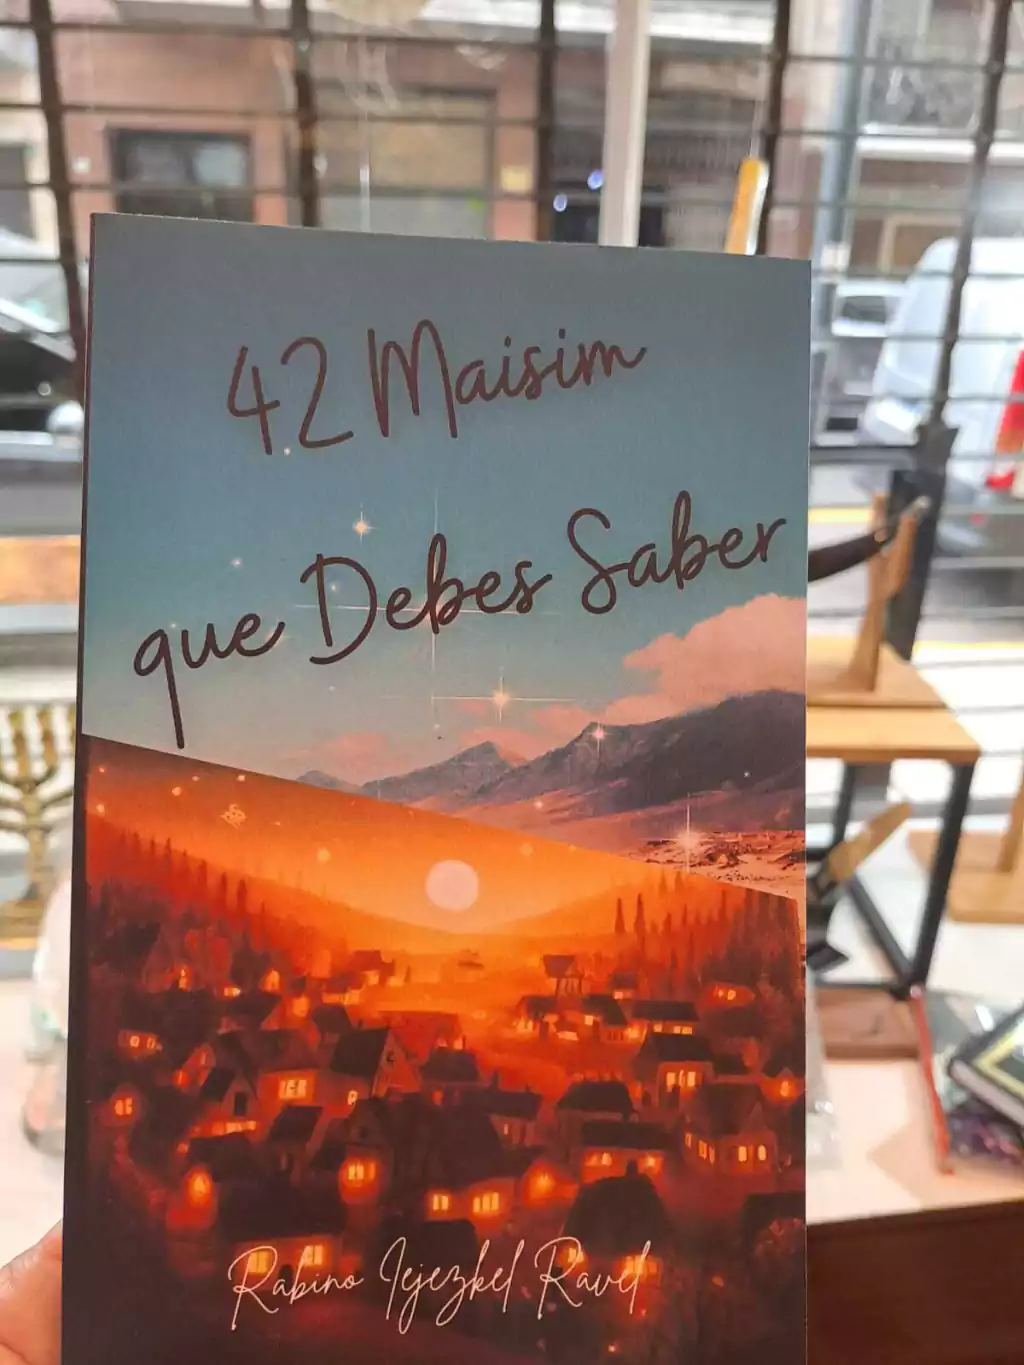 42 Maisim
que Debes Saber
Rabino Iejezkel Ravel